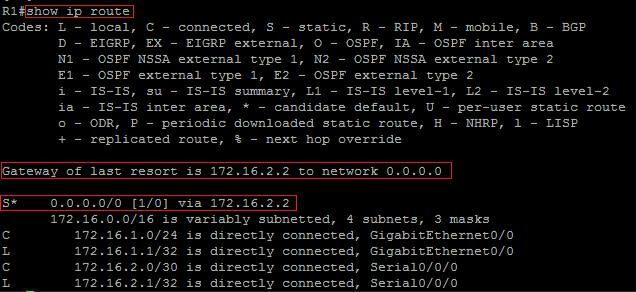 R1#show ip route
Codes: L - local, C - connected, S - static, R - RIP, M - mobile, B - BGP
D - EIGRP, EX - EIGRP external, O - OSPF, IA - OSPF inter area
N1 - OSPF NSSA external type 1, N2 - OSPF NSSA external type 2
E1 - OSPF external type 1, E2 - OSPF external type 2
i - IS-IS, su - IS-IS summary, L1 - IS-IS level-1, L2 - IS-IS level-2
ia - IS-IS inter area, * - candidate default, U - per-user static route
o - ODR, P - periodic downloaded static route, H - NHRP, l - LISP
+ - replicated route, % - next hop override
Gateway of last resort is 172.16.2.2 to network 0.0.0.0
S* 0.0.0.0/0 [1/0] via 172.16.2.2
172.16.0.0/16 is variably subnetted, 4 subnets, 3 masks
C 172.16.1.0/24 is directly connected, GigabitEthernet0/0
L 172.16.1.1/32 is directly connected, GigabitEthernet0/0
C 172.16.2.0/30 is directly connected, Serial0/0/0
L 172.16.2.1/32 is directly connected, Serial0/0/0